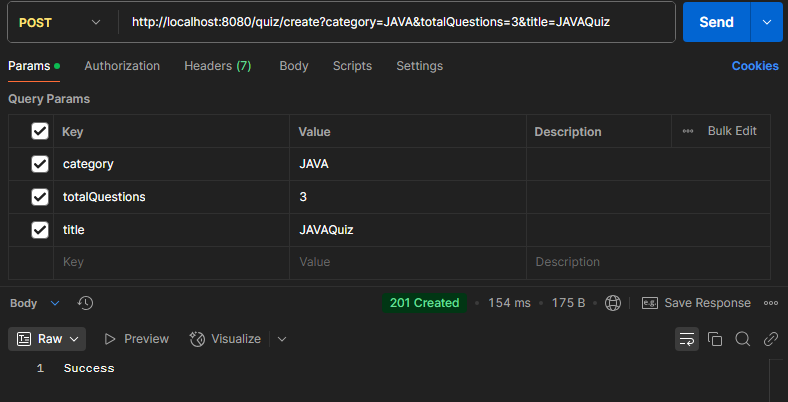 POST http://localhost:8080/quiz/create?category=JAVA&totalQuestions=3&title=JAVAQuiz Send
Params Authorization Headers (7) Body Scripts Settings Cookies
Query Params
Key Value Description Bulk Edit
category JAVA
totalQuestions 3
title JAVAQuiz
Key Value Description
Body 201 Created 154 ms 175 B e.g. Save Response
Raw Preview Visualize
1 Success